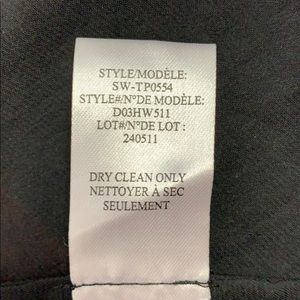 STYLE/MODÈLE:
SW-TP0554
STYLE#/N°DE MODÈLE:
D03HW511
LOT#/N°DE LOT :
240511
DRY CLEAN ONLY
NETTOYER À SEC
SEULEMENT